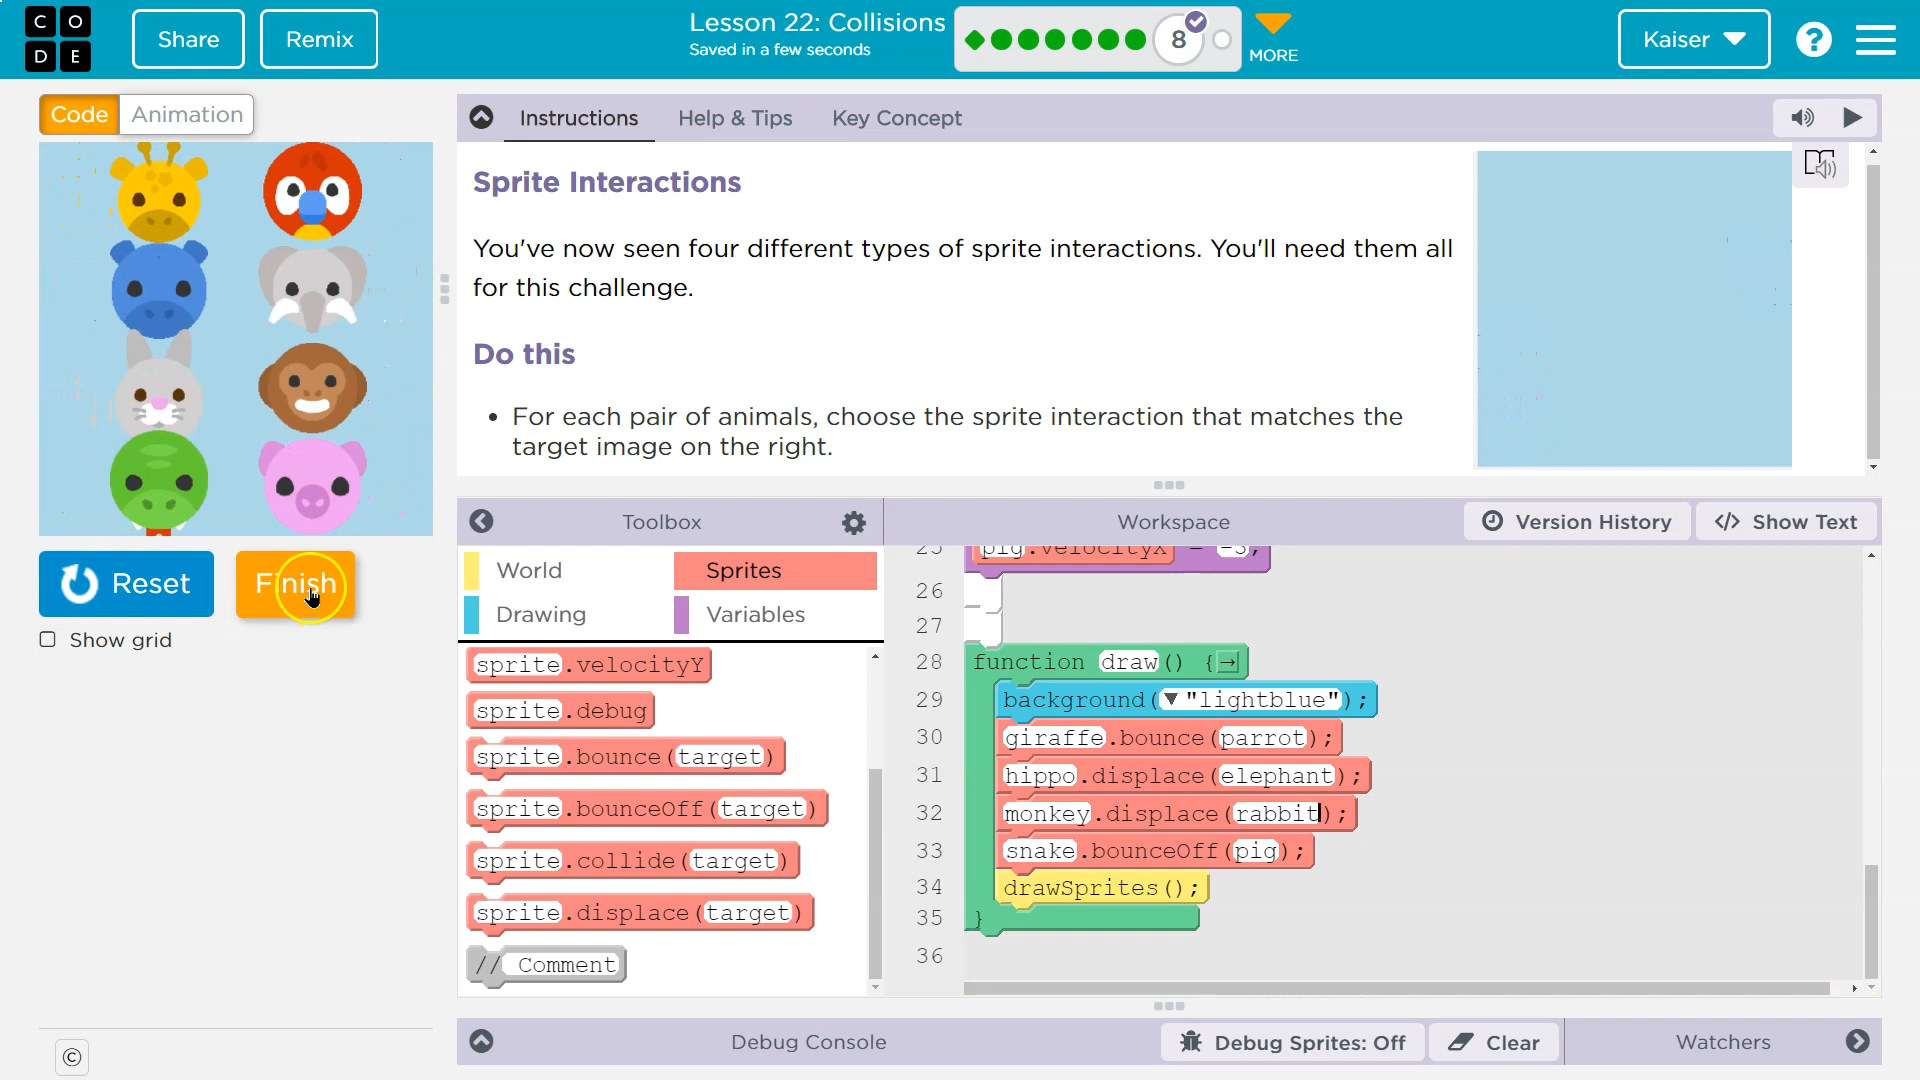 C O
D E
Share
Remix
Lesson 22: Collisions
Saved in a few seconds
8
MORE
Kaiser
?
Code
Animation
Instructions
Help & Tips
Key Concept
Sprite Interactions
You've now seen four different types of sprite interactions. You'll need them all
for this challenge.
Do this
• For each pair of animals, choose the sprite interaction that matches the
target image on the right.
Reset
Finish
Show grid
Toolbox
Workspace
Version History
</> Show Text
World
Sprites
Drawing
Variables
sprite.velocityY
sprite.debug
sprite.bounce(target)
sprite.bounceOff(target)
sprite.collide(target)
sprite.displace(target)
// Comment
25 pig.velocityX = -3;
26
27
28 function draw() {→
29 background(▼"lightblue");
30 giraffe.bounce(parrot);
31 hippo.displace(elephant);
32 monkey.displace(rabbit);
33 snake.bounceOff(pig);
34 drawSprites();
35 }
36
©
Debug Console
Debug Sprites: Off
Clear
Watchers